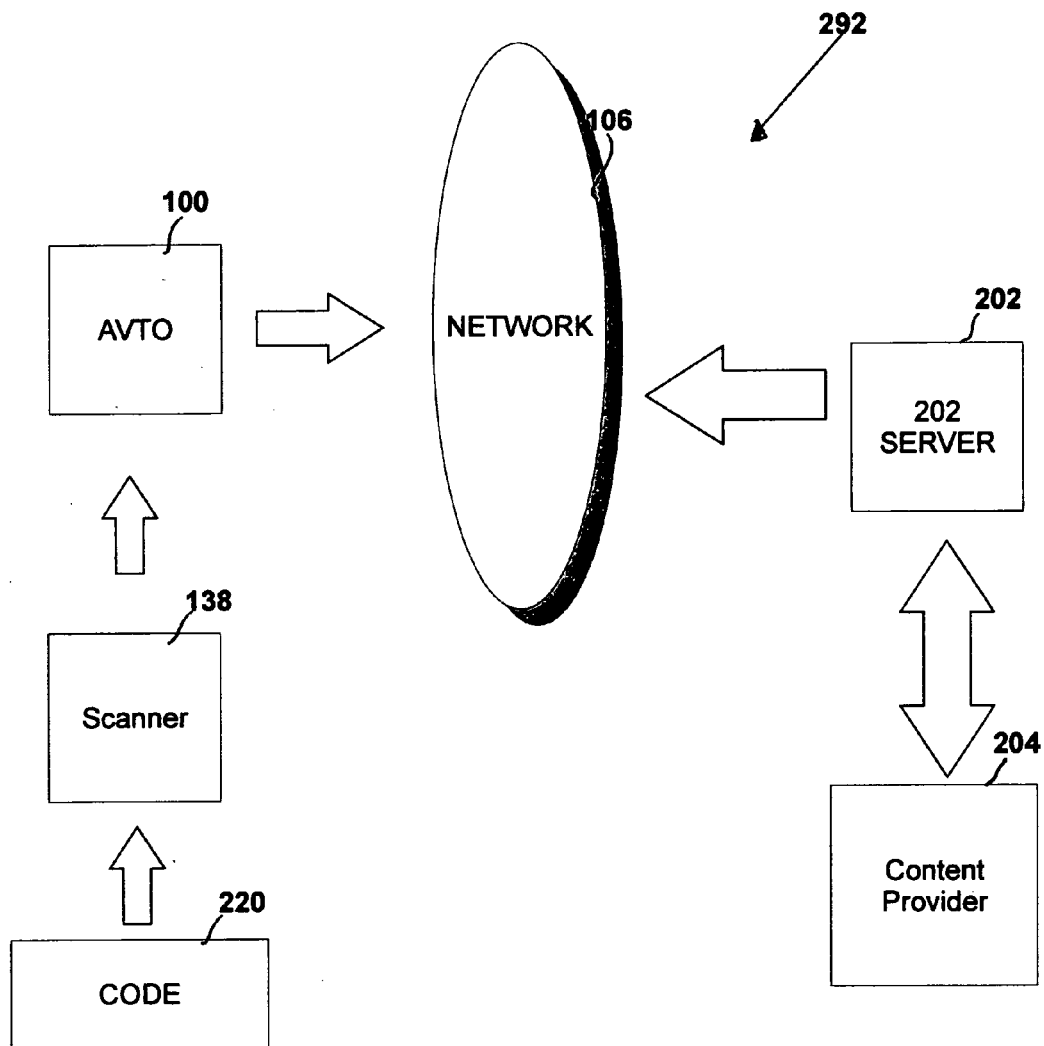 292
106
100
AVTO
NETWORK
202
202
SERVER
138
Scanner
204
Content
Provider
220
CODE